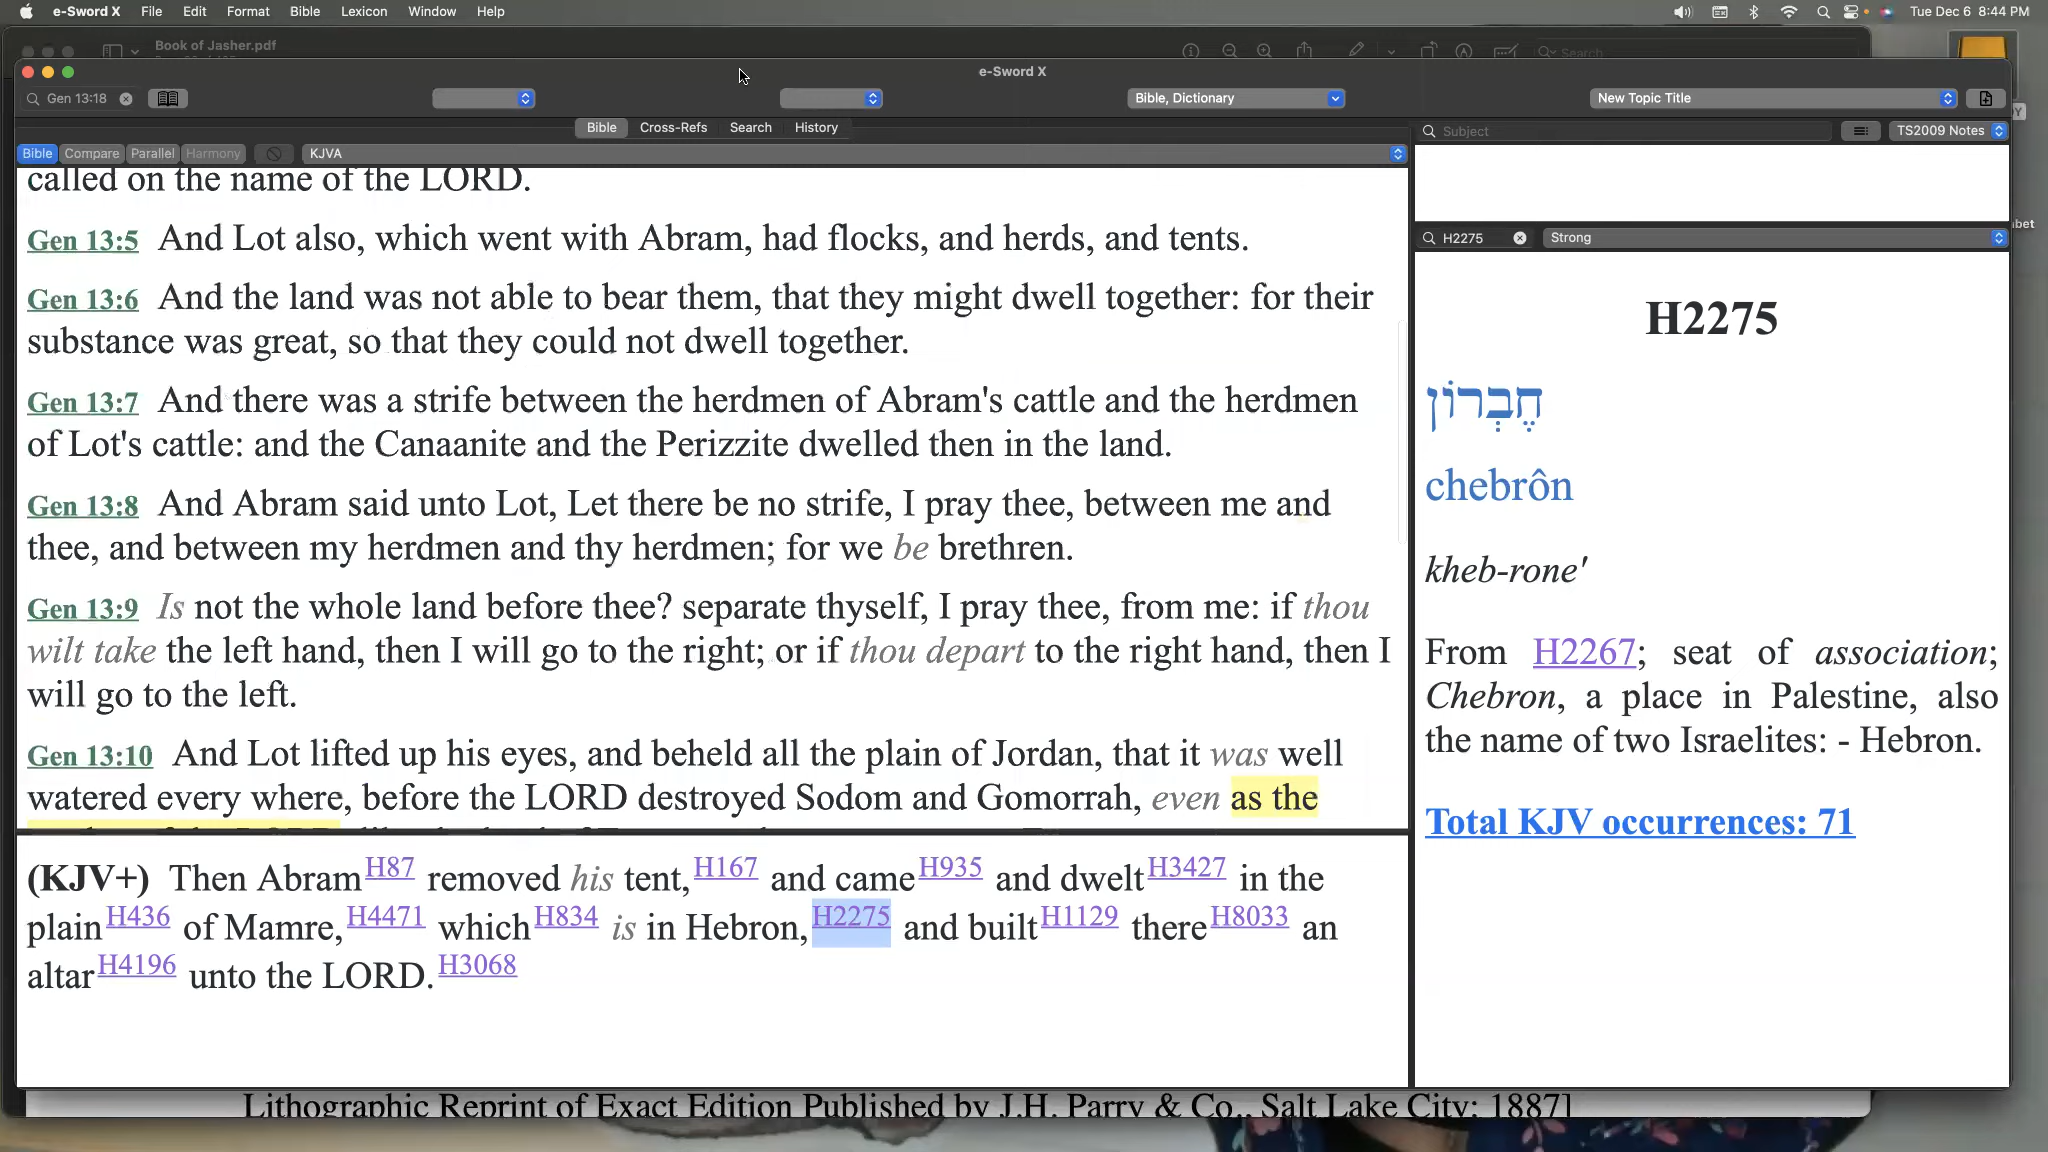 e-Sword X File Edit Format Bible Lexicon Window Help
Tue Dec 6 8:44 PM
Book of Jasher.pdf
Search
e-Sword X
Gen 13:18
Bible, Dictionary
New Topic Title
Bible Cross-Refs Search History
Subject
TS2009 Notes
Bible Compare Parallel Harmony
KJVA
called on the name of the LORD.
Gen 13:5 And Lot also, which went with Abram, had flocks, and herds, and tents.
Gen 13:6 And the land was not able to bear them, that they might dwell together: for their
substance was great, so that they could not dwell together.
Gen 13:7 And there was a strife between the herdmen of Abram's cattle and the herdmen
of Lot's cattle: and the Canaanite and the Perizzite dwelled then in the land.
Gen 13:8 And Abram said unto Lot, Let there be no strife, I pray thee, between me and
thee, and between my herdmen and thy herdmen; for we be brethren.
Gen 13:9 Is not the whole land before thee? separate thyself, I pray thee, from me: if thou
wilt take the left hand, then I will go to the right; or if thou depart to the right hand, then I
will go to the left.
Gen 13:10 And Lot lifted up his eyes, and beheld all the plain of Jordan, that it was well
watered every where, before the LORD destroyed Sodom and Gomorrah, even as the
(KJV+) Then Abram H87 removed his tent, H167 and came H935 and dwelt H3427 in the
plain H436 of Mamre, H4471 which H834 is in Hebron, H2275 and built H1129 there H8033 an
altar H4196 unto the LORD. H3068
H2275
Strong
H2275
חֶבְרוֹן
chebrôn
kheb-rone'
From H2267; seat of association;
Chebron, a place in Palestine, also
the name of two Israelites: - Hebron.
Total KJV occurrences: 71
Lithographic Reprint of Exact Edition Published by J.H. Parry & Co., Salt Lake City: 1887]